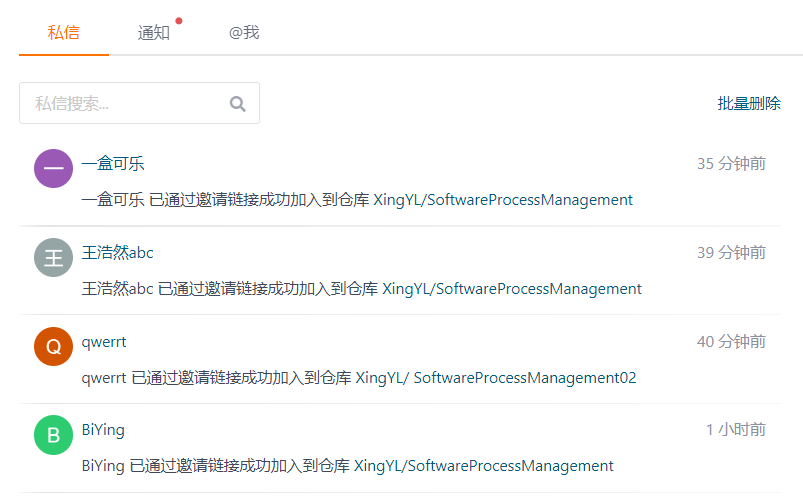 私信 通知 @我
私信搜索... 批量删除
一 一盒可乐 35 分钟前
一盒可乐 已通过邀请链接成功加入到仓库 XingYL/SoftwareProcessManagement
王 王浩然abc 39 分钟前
王浩然abc 已通过邀请链接成功加入到仓库 XingYL/SoftwareProcessManagement
Q qwerrt 40 分钟前
qwerrt 已通过邀请链接成功加入到仓库 XingYL/ SoftwareProcessManagement02
B BiYing 1 小时前
BiYing 已通过邀请链接成功加入到仓库 XingYL/SoftwareProcessManagement